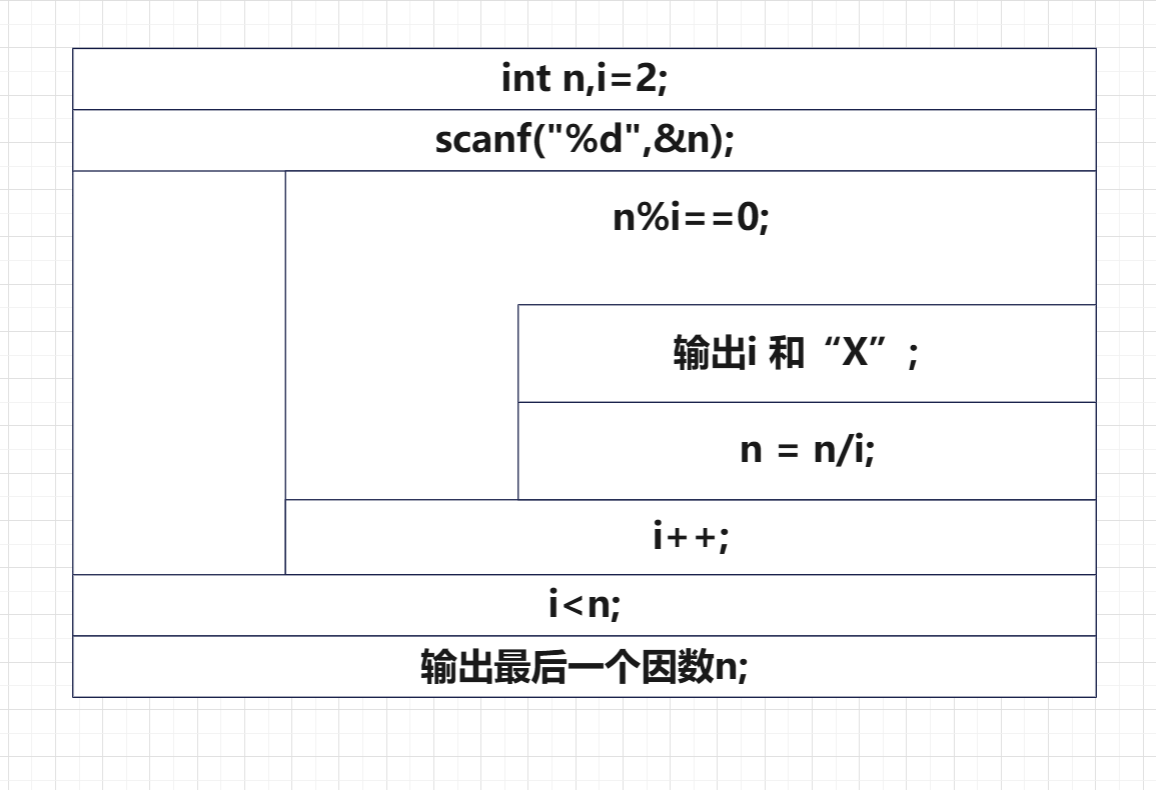 int n,i=2;
scanf("%d",&n);
n%i==0;
输出i 和“X”;
n = n/i;
i++;
i<n;
输出最后一个因数n;